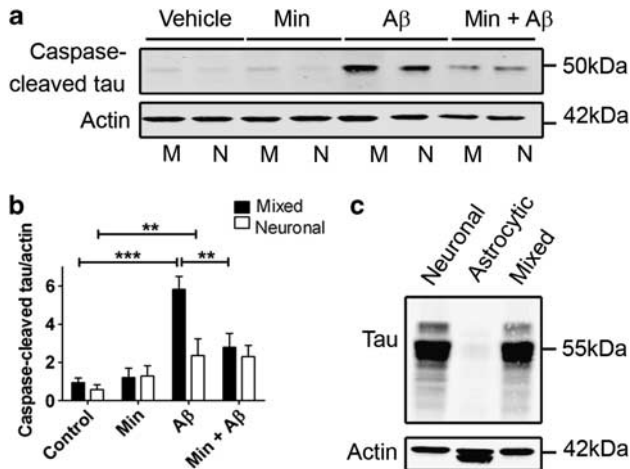 a
Vehicle Min Aβ Min + Aβ
Caspase-
cleaved tau
50kDa
Actin
42kDa
M N M N M N M N
b
Mixed
Neuronal
Caspase-cleaved tau/actin
6
4
2
0
**
*** **
Control Min Aβ Min + Aβ
c
Neuronal Astrocytic Mixed
Tau
55kDa
Actin
42kDa